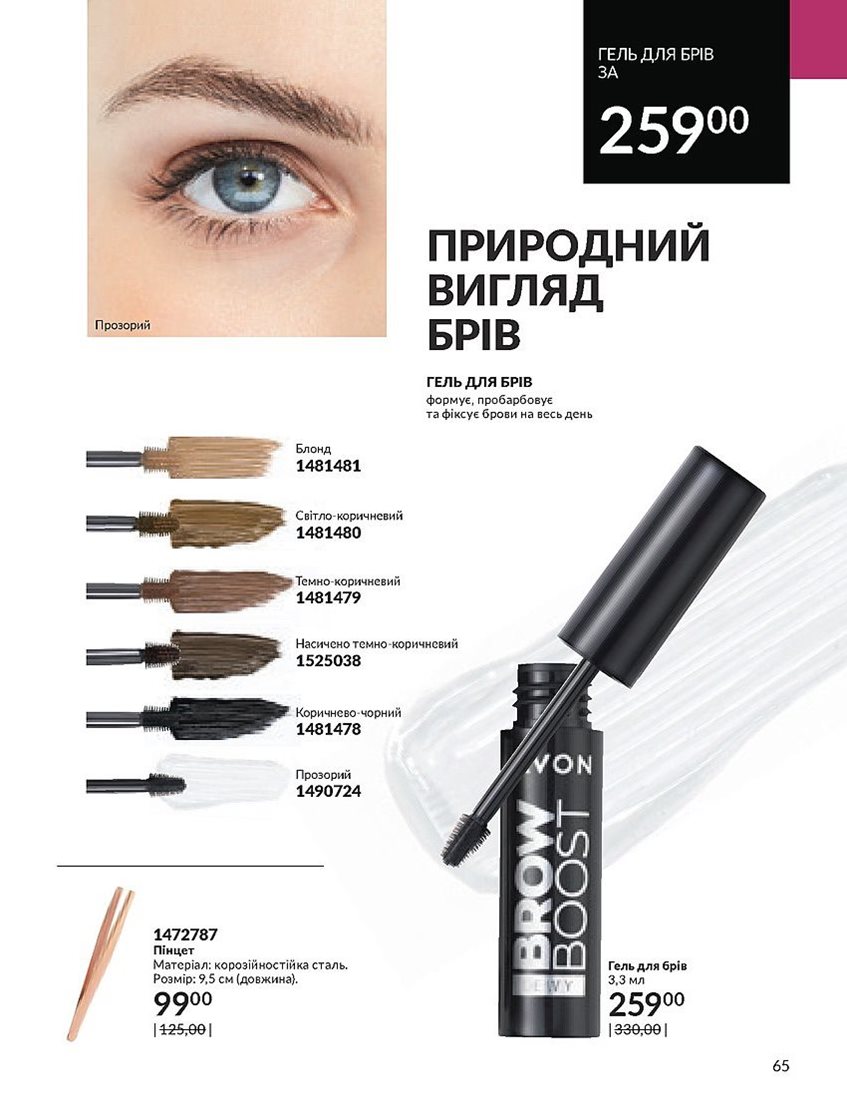 ГЕЛЬ ДЛЯ БРІВ
ЗА
259⁰⁰
ПРИРОДНИЙ
ВИГЛЯД
БРІВ
Прозорий
ГЕЛЬ ДЛЯ БРІВ
формує, пробарбовує
та фіксує брови на весь день
Блонд
1481481
Світло-коричневий
1481480
Темно-коричневий
1481479
Насичено темно-коричневий
1525038
Коричнево-чорний
1481478
Прозорий
1490724
VON
BROW
BOOST
DEWY
1472787
Пінцет
Матеріал: корозійностійка сталь.
Розмір: 9,5 см (довжина).
99⁰⁰
|125,00|
Гель для брів
3,3 мл
259⁰⁰
|330,00|
65